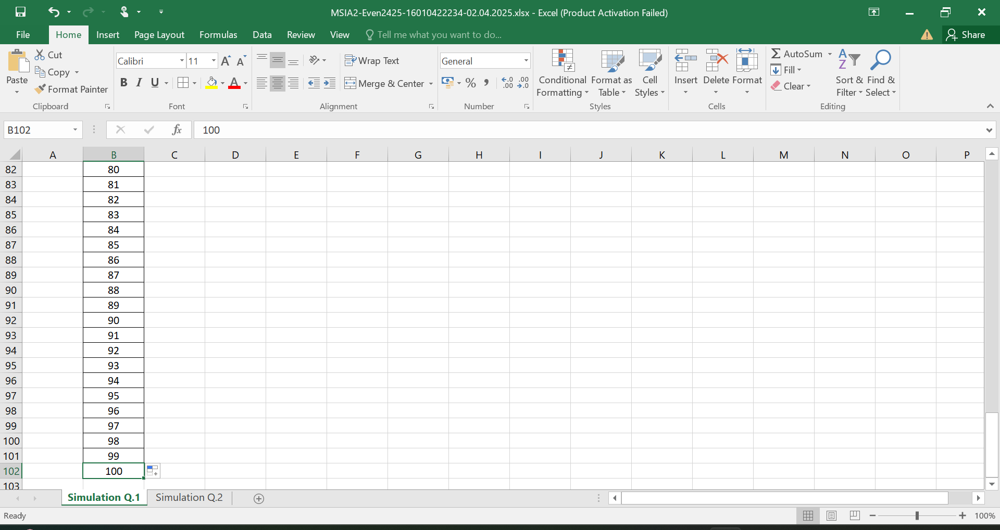 MSIA2-Even2425-16010422234-02.04.2025.xlsx - Excel (Product Activation Failed)
File Home Insert Page Layout Formulas Data Review View Tell me what you want to do... Share
Paste Cut Copy Format Painter Clipboard
Calibri 11 A A B I U A Font
Wrap Text Merge & Center Alignment
General % , .0 .00 .00 .0 Number
Conditional Formatting Format as Table Cell Styles Styles
Insert Delete Format Cells
AutoSum Fill Clear Sort & Filter Find & Select Editing
B102 fx 100
A B C D E F G H I J K L M N O P
82 80
83 81
84 82
85 83
86 84
87 85
88 86
89 87
90 88
91 89
92 90
93 91
94 92
95 93
96 94
97 95
98 96
99 97
100 98
101 99
102 100
103
Simulation Q.1 Simulation Q.2
Ready 100%